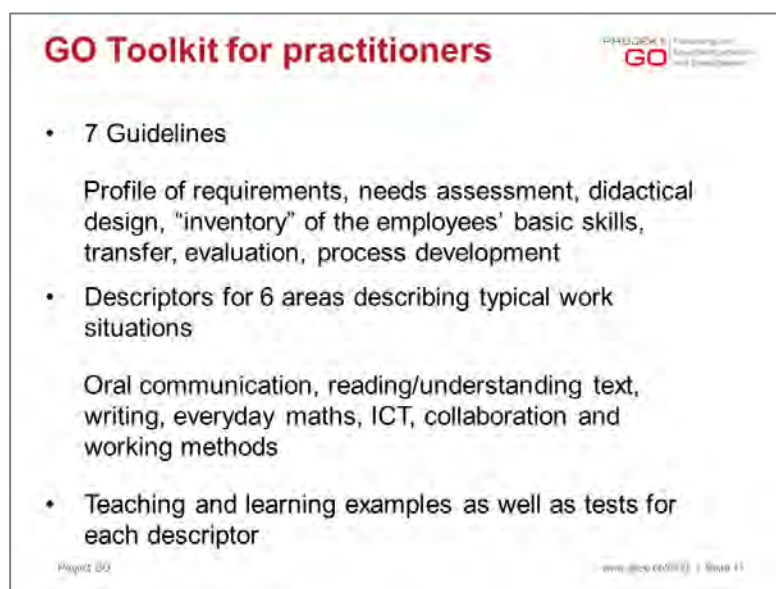 GO Toolkit for practitioners
PROJEKT
GO
• 7 Guidelines
Profile of requirements, needs assessment, didactical
design, “inventory” of the employees’ basic skills,
transfer, evaluation, process development
• Descriptors for 6 areas describing typical work
situations
Oral communication, reading/understanding text,
writing, everyday maths, ICT, collaboration and
working methods
• Teaching and learning examples as well as tests for
each descriptor
Project GO